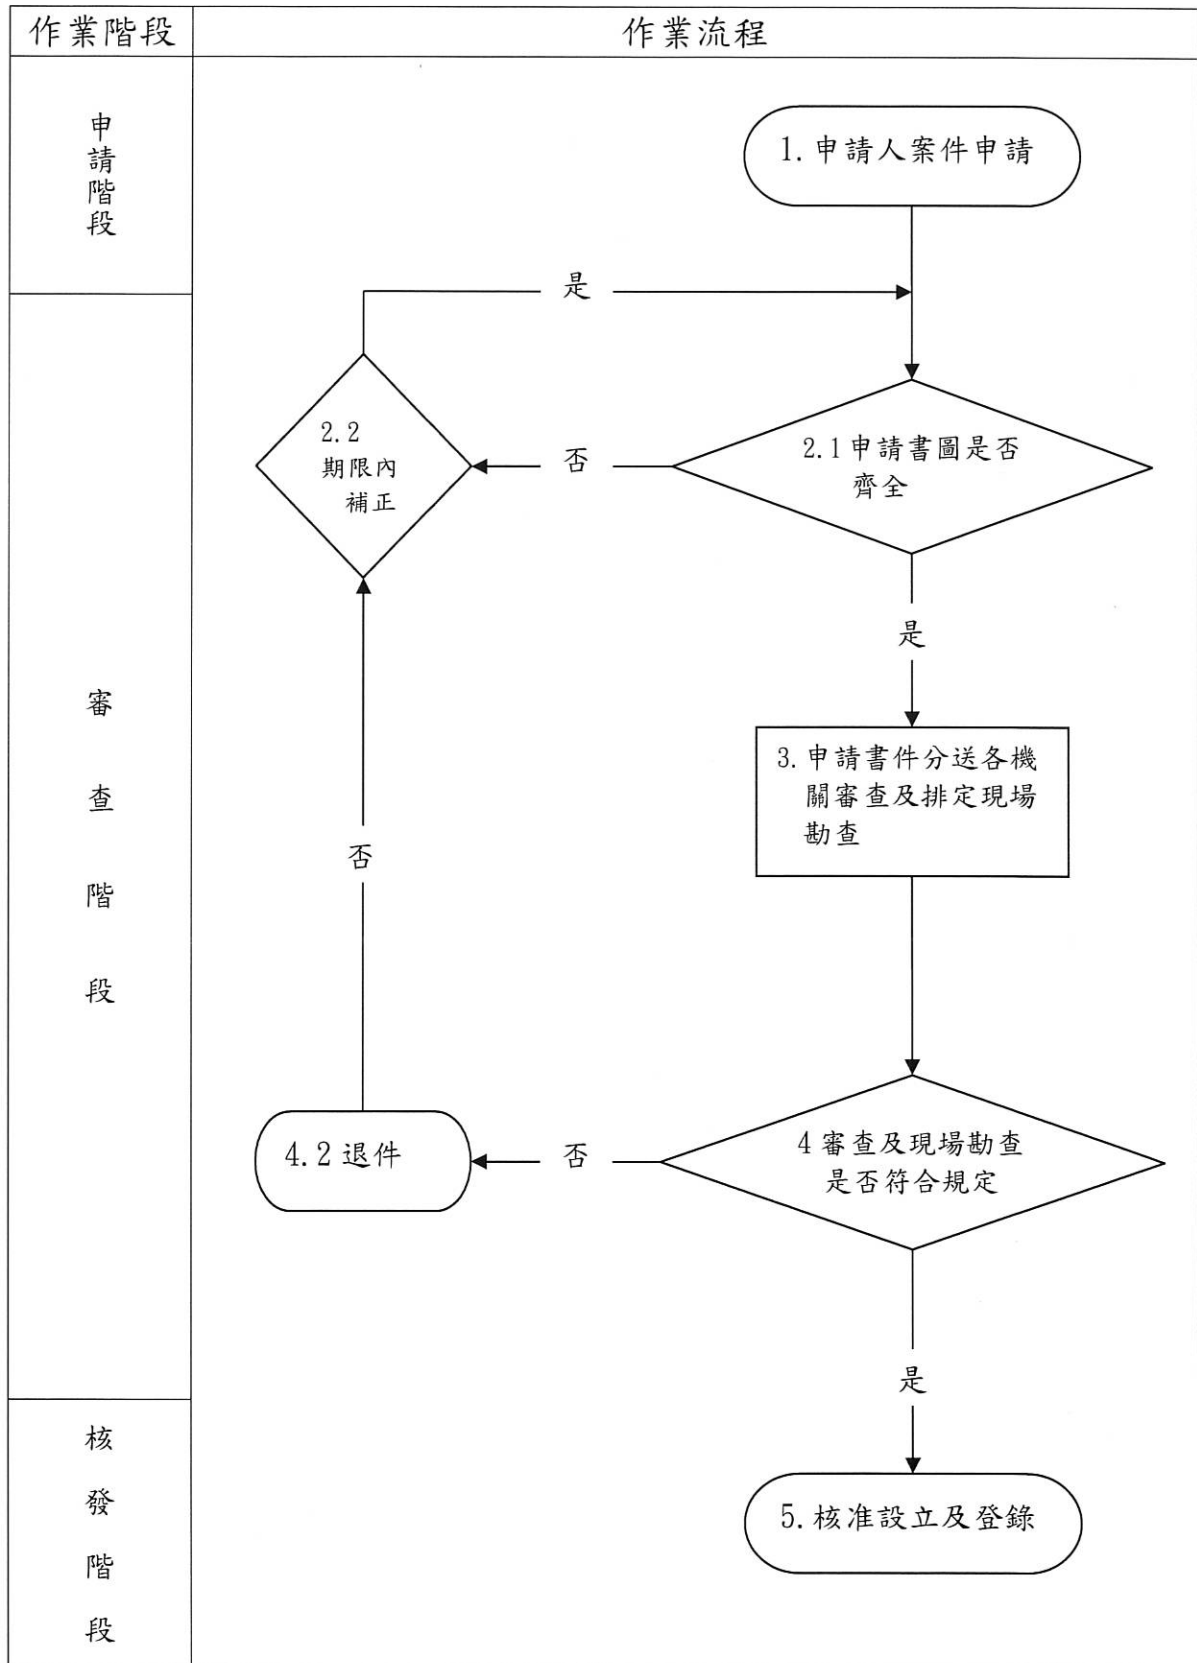 作業階段
作業流程
申請階段
1.申請人案件申請
是
2.2
期限內
補正
否
2.1申請書圖是否
齊全
是
審查階段
3.申請書件分送各機
關審查及排定現場
勘查
否
4.2退件
否
4審查及現場勘查
是否符合規定
是
核發階段
5.核准設立及登錄